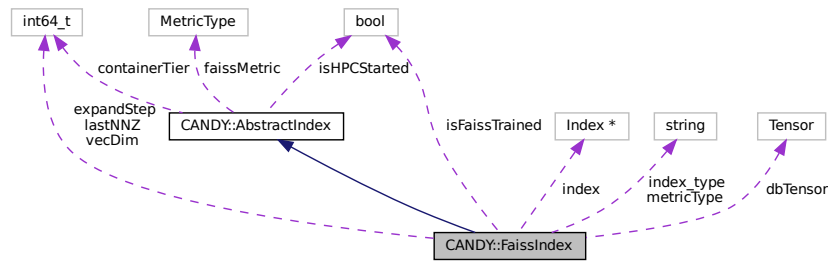 int64_t
MetricType
bool
containerTier
faissMetric
isHPCStarted
expandStep
lastNNZ
vecDim
CANDY::AbstractIndex
isFaissTrained
Index *
string
Tensor
index
index_type
metricType
dbTensor
CANDY::FaissIndex